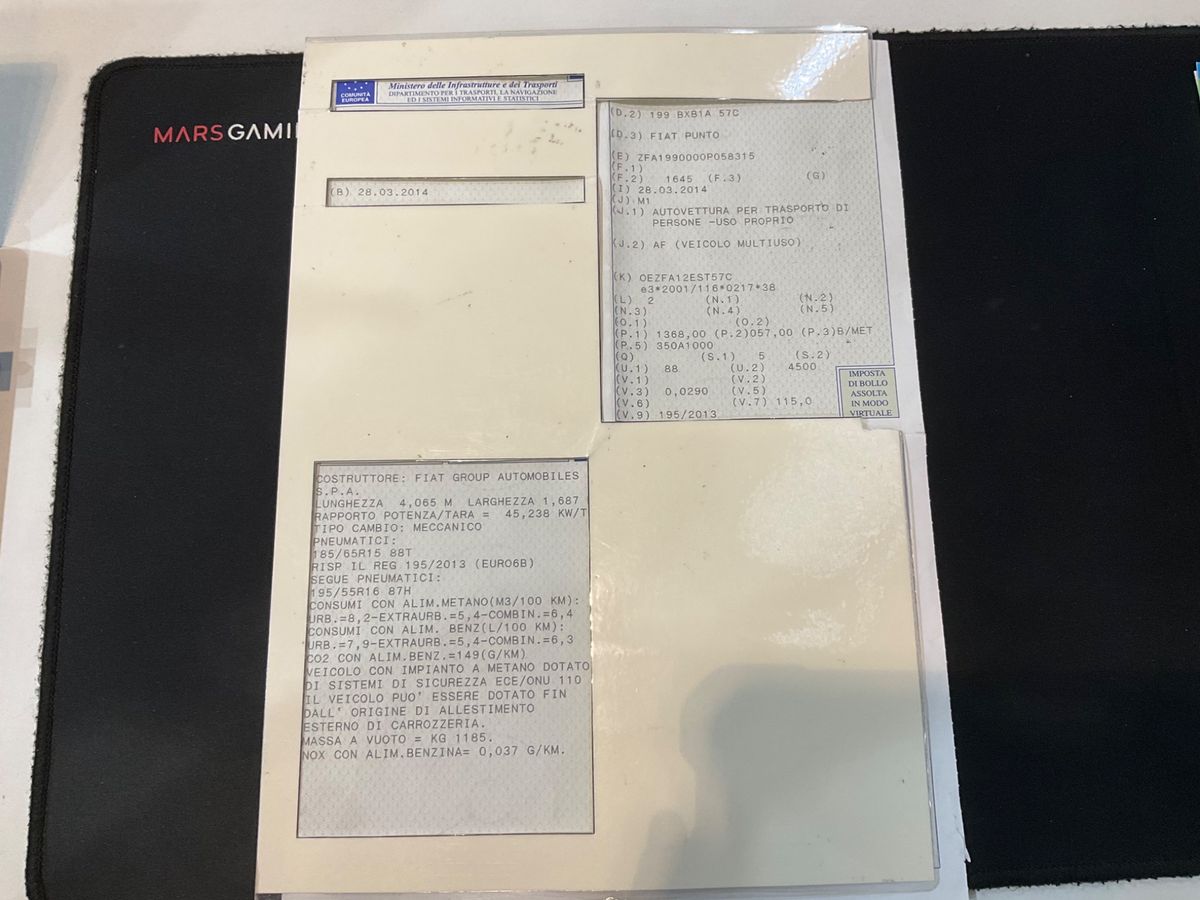 MARSGAMI
COMUNITÀ
EUROPEA
Ministero delle Infrastrutture e dei Trasporti
DIPARTIMENTO PER I TRASPORTI, LA NAVIGAZIONE
ED I SISTEMI INFORMATIVI E STATISTICI
(B) 28.03.2014
(D.2) 199 BXB1A 57C
(D.3) FIAT PUNTO
(E) ZFA1990000P058315
(F.1)
(F.2) 1645 (F.3) (G)
(I) 28.03.2014
(J) M1
(J.1) AUTOVETTURA PER TRASPORTO DI
PERSONE -USO PROPRIO
(J.2) AF (VEICOLO MULTIUSO)
(K) OEZFA12EST57C
e3*2001/116*0217*38
(L) 2 (N.1) (N.2)
(N.3) (N.4) (N.5)
(O.1) (O.2)
(P.1) 1368,00 (P.2)057,00 (P.3)B/MET
(P.5) 350A1000
(Q) (S.1) 5 (S.2)
(U.1) 88 (U.2) 4500
(V.1) (V.2)
(V.3) 0,0290 (V.5)
(V.6) (V.7) 115,0
(V.9) 195/2013
IMPOSTA
DI BOLLO
ASSOLTA
IN MODO
VIRTUALE
COSTRUTTORE: FIAT GROUP AUTOMOBILES
S.P.A.
LUNGHEZZA 4,065 M LARGHEZZA 1,687
RAPPORTO POTENZA/TARA = 45,238 KW/T
TIPO CAMBIO: MECCANICO
PNEUMATICI:
185/65R15 88T
RISP IL REG 195/2013 (EURO6B)
SEGUE PNEUMATICI:
195/55R16 87H
CONSUMI CON ALIM.METANO(M3/100 KM):
URB.=8,2-EXTRAURB.=5,4-COMBIN.=6,4
CONSUMI CON ALIM. BENZ(L/100 KM):
URB.=7,9-EXTRAURB.=5,4-COMBIN.=6,3
CO2 CON ALIM.BENZ.=149(G/KM)
VEICOLO CON IMPIANTO A METANO DOTATO
DI SISTEMI DI SICUREZZA ECE/ONU 110
IL VEICOLO PUO' ESSERE DOTATO FIN
DALL' ORIGINE DI ALLESTIMENTO
ESTERNO DI CARROZZERIA.
MASSA A VUOTO = KG 1185.
NOX CON ALIM.BENZINA= 0,037 G/KM.